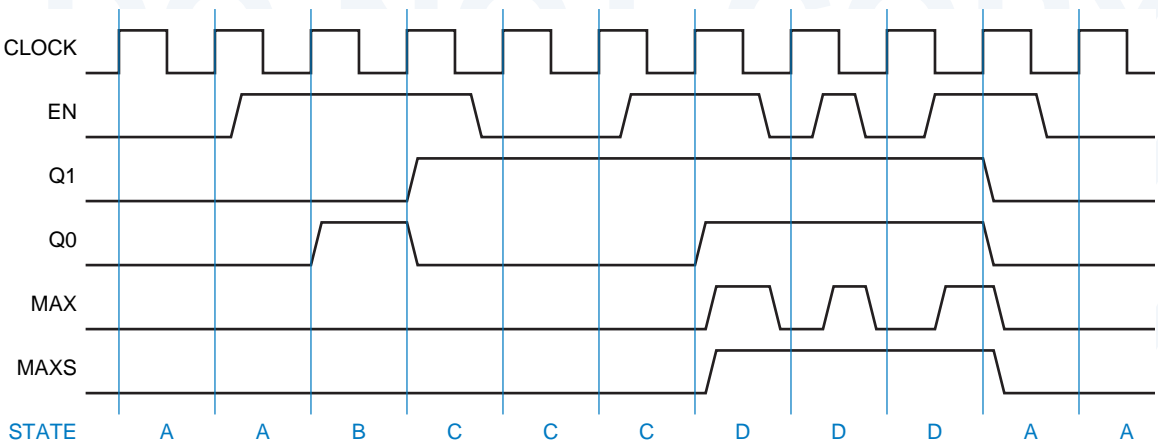 CLOCK
EN
Q1
Q0
MAX
MAXS
STATE A A B C C C D D D A A